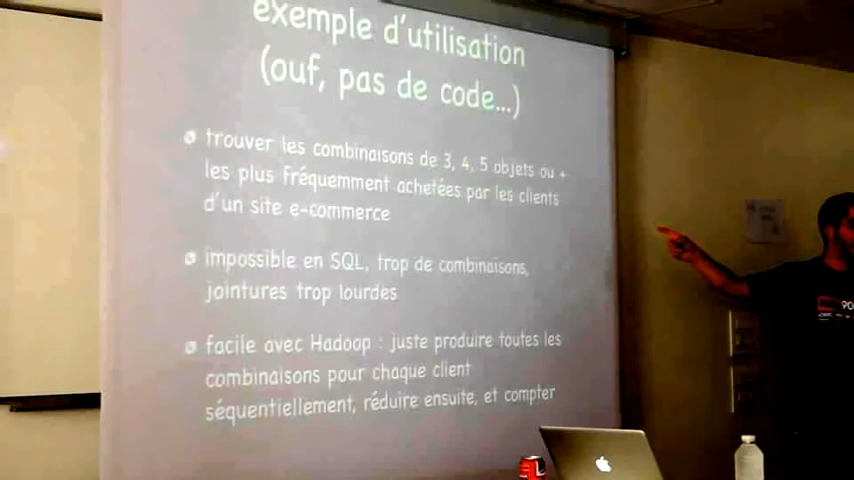 exemple d'utilisation
(ouf, pas de code...)
trouver les combinaisons de 3, 4, 5 objets ou +
les plus fréquemment achetées par les clients
d'un site e-commerce
impossible en SQL, trop de combinaisons,
jointures trop lourdes
facile avec Hadoop : juste produire toutes les
combinaisons pour chaque client
séquentiellement, réduire ensuite, et compter